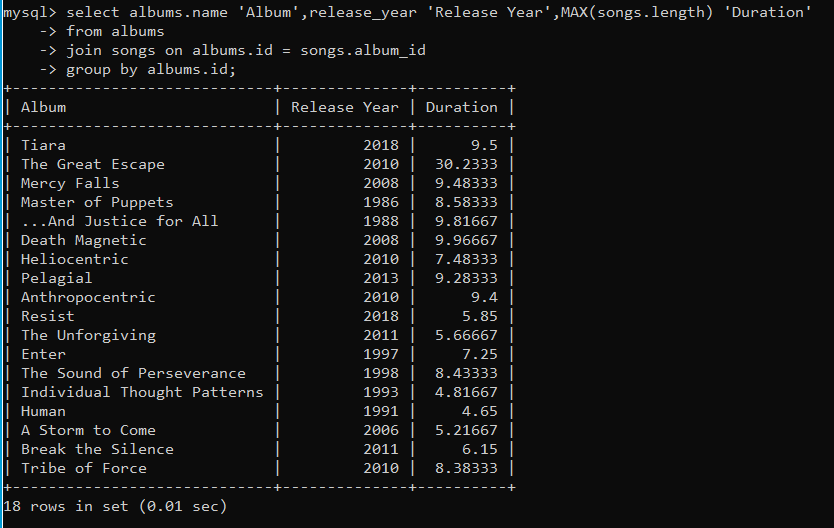 mysql> select albums.name 'Album',release_year 'Release Year',MAX(songs.length) 'Duration'
    -> from albums
    -> join songs on albums.id = songs.album_id
    -> group by albums.id;
+----------------------------+--------------+----------+
| Album                      | Release Year | Duration |
+----------------------------+--------------+----------+
| Tiara                      |         2018 |      9.5 |
| The Great Escape           |         2010 |  30.2333 |
| Mercy Falls                |         2008 |  9.48333 |
| Master of Puppets          |         1986 |  8.58333 |
| ...And Justice for All     |         1988 |  9.81667 |
| Death Magnetic             |         2008 |  9.96667 |
| Heliocentric               |         2010 |  7.48333 |
| Pelagial                   |         2013 |  9.28333 |
| Anthropocentric            |         2010 |      9.4 |
| Resist                     |         2018 |     5.85 |
| The Unforgiving            |         2011 |  5.66667 |
| Enter                      |         1997 |     7.25 |
| The Sound of Perseverance  |         1998 |  8.43333 |
| Individual Thought Patterns |         1993 |  4.81667 |
| Human                      |         1991 |     4.65 |
| A Storm to Come            |         2006 |  5.21667 |
| Break the Silence          |         2011 |     6.15 |
| Tribe of Force             |         2010 |  8.38333 |
+----------------------------+--------------+----------+
18 rows in set (0.01 sec)